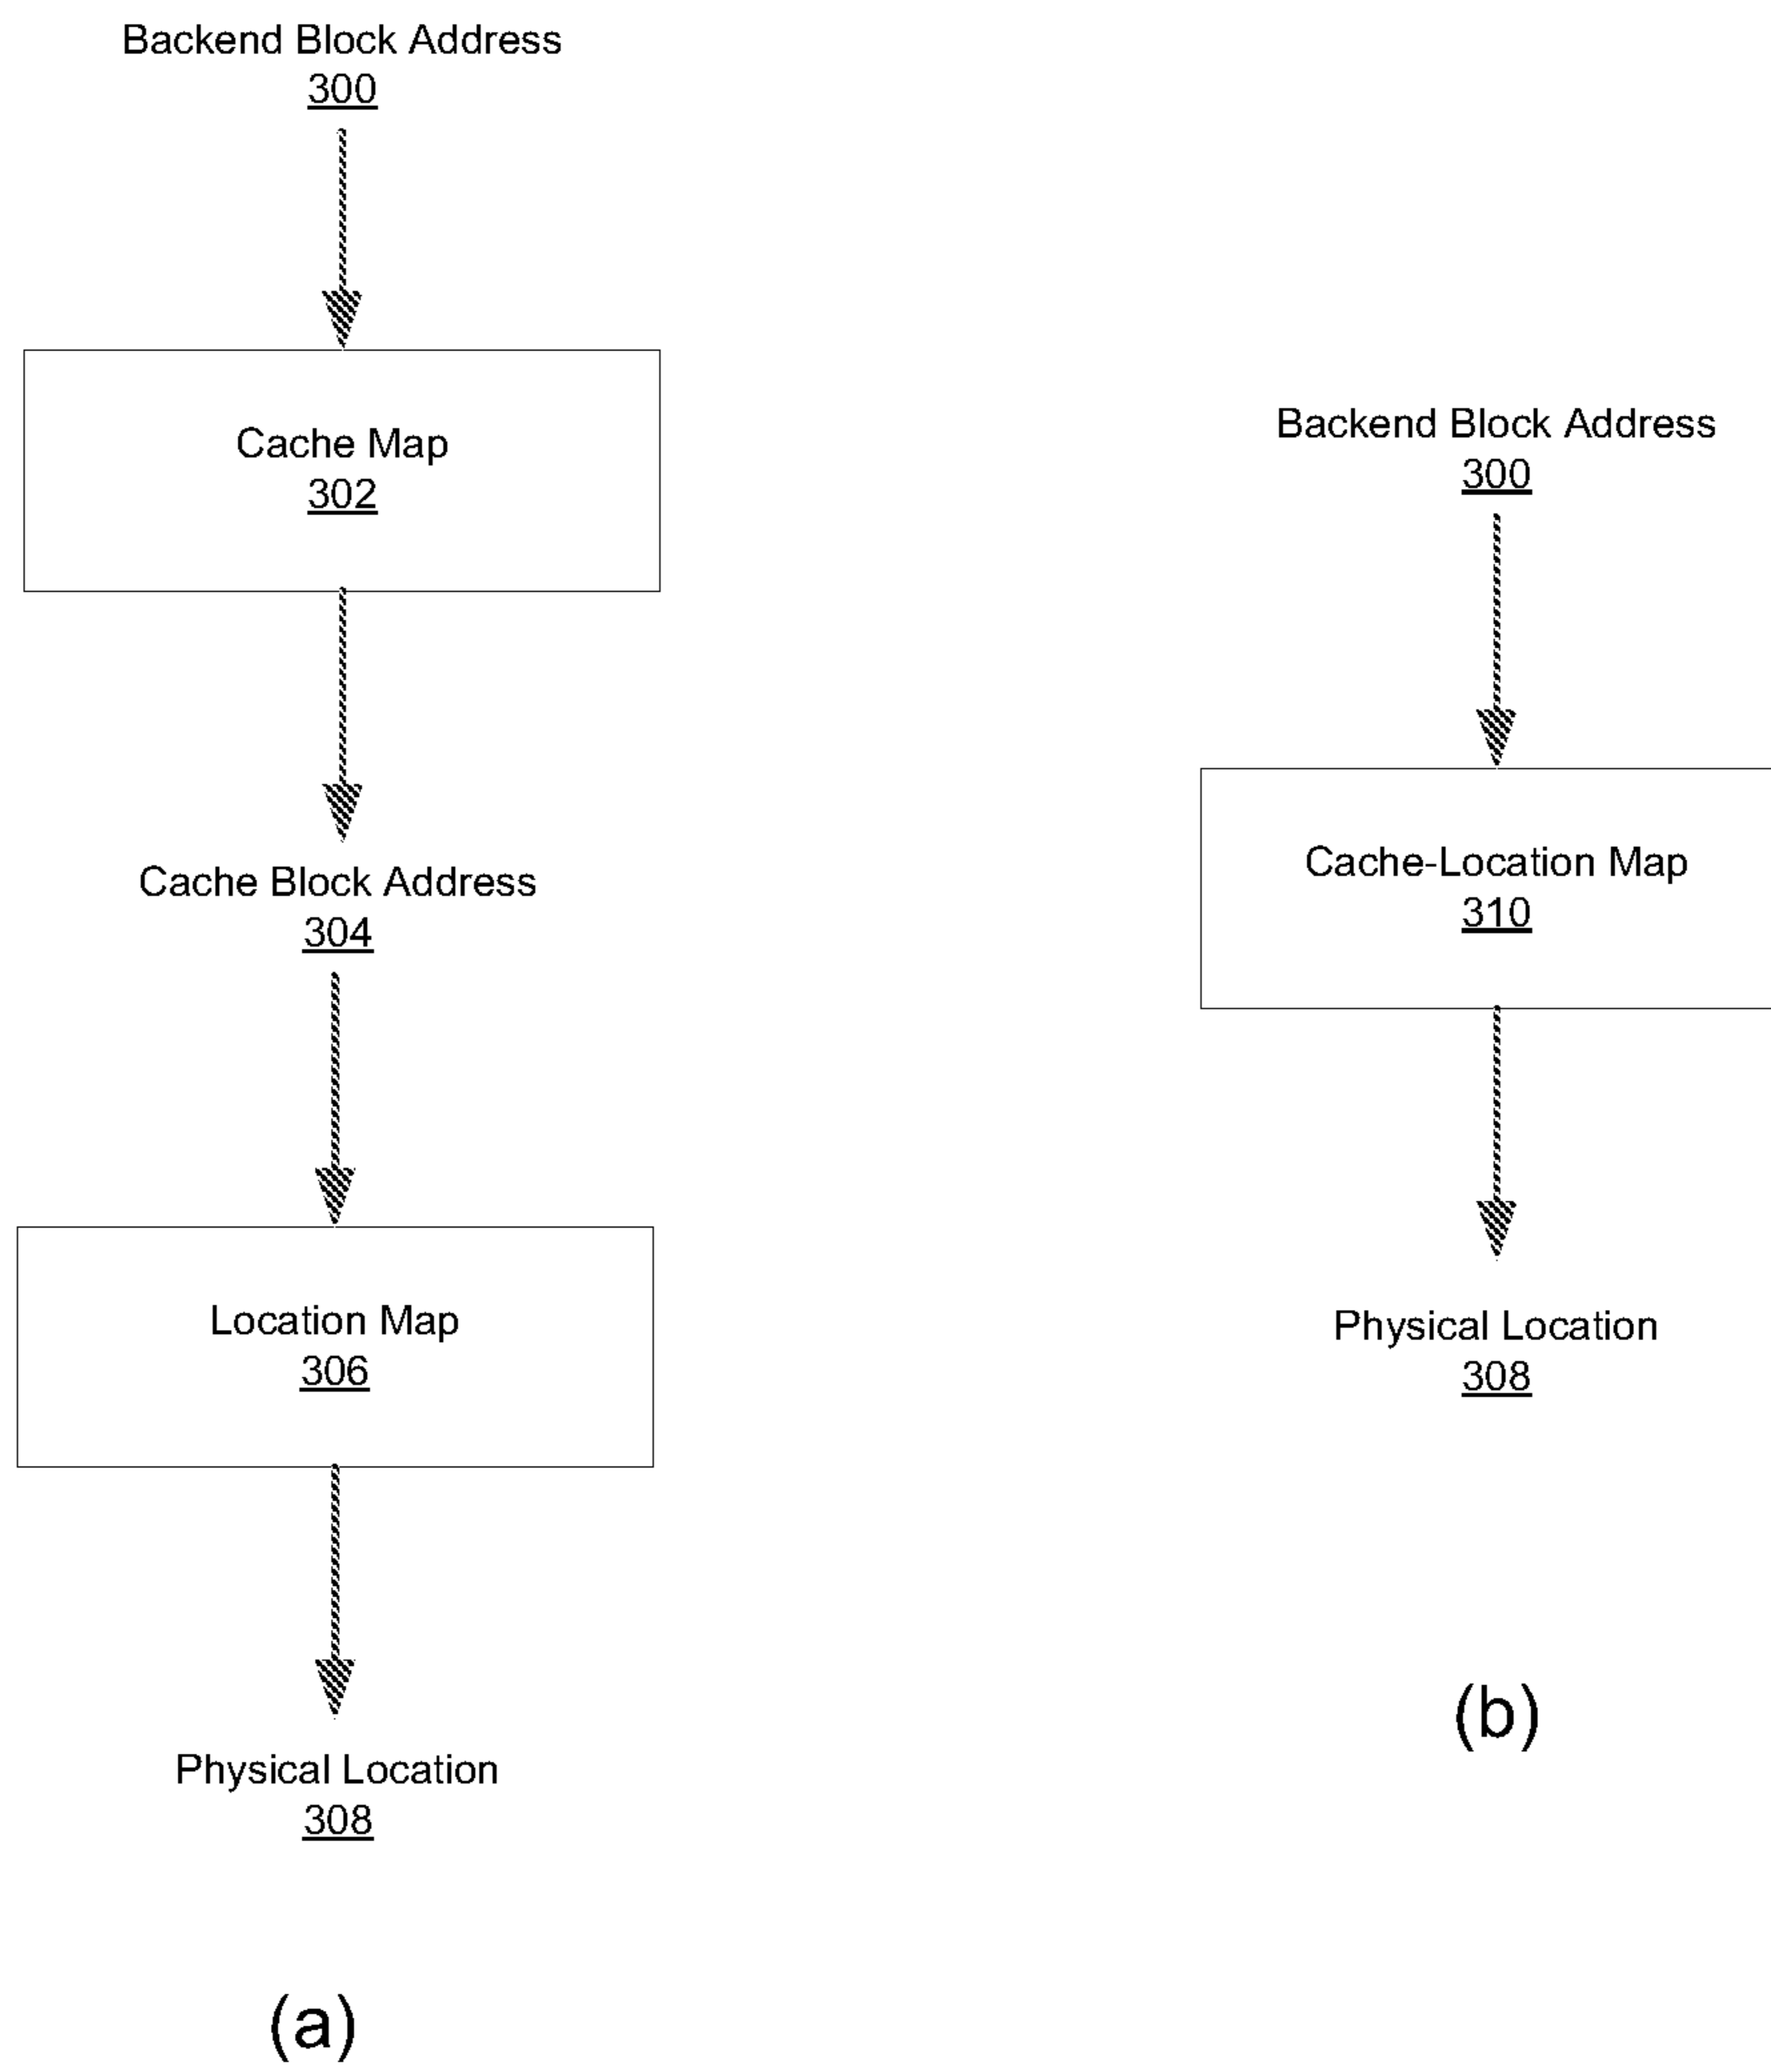 Backend Block Address
300
Cache Map
302
Cache Block Address
304
Location Map
306
Physical Location
308
(a)
Backend Block Address
300
Cache-Location Map
310
Physical Location
308
(b)